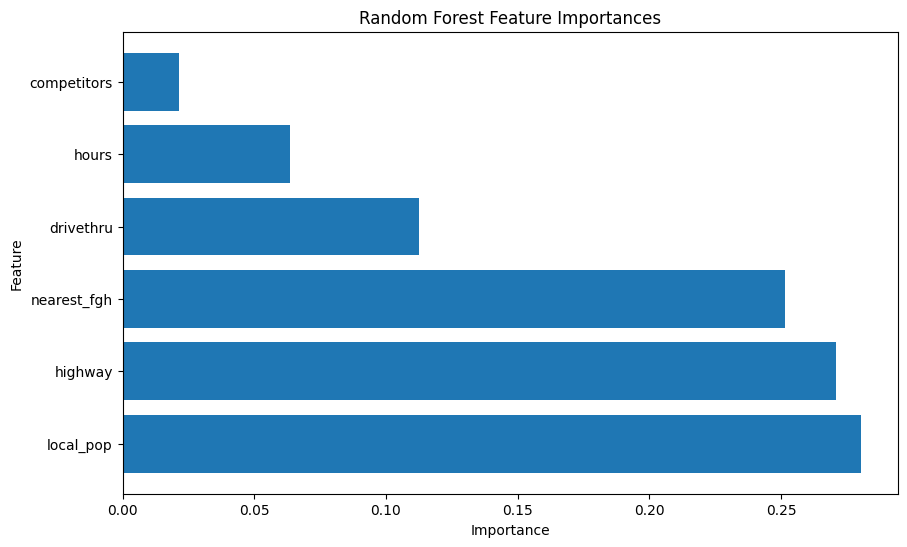 Random Forest Feature Importances
competitors
hours
drivethru
nearest_fgh
highway
local_pop
Feature
0.00 0.05 0.10 0.15 0.20 0.25
Importance